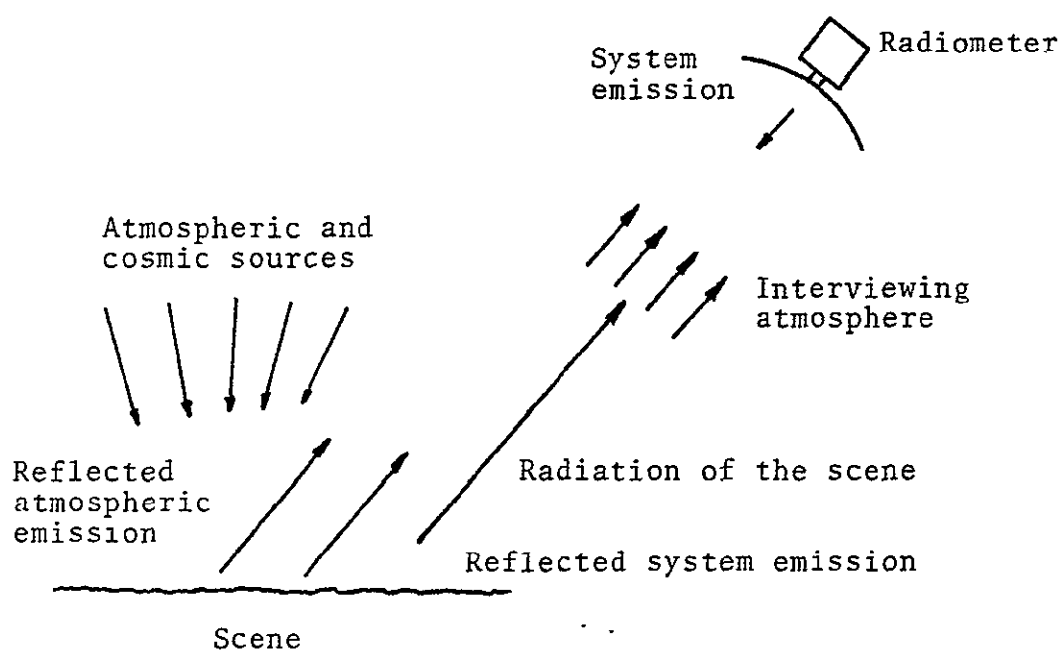 Radiometer
System
emission
Atmospheric and
cosmic sources
Interviewing
atmosphere
Reflected
atmospheric
emission
Radiation of the scene
Reflected system emission
Scene